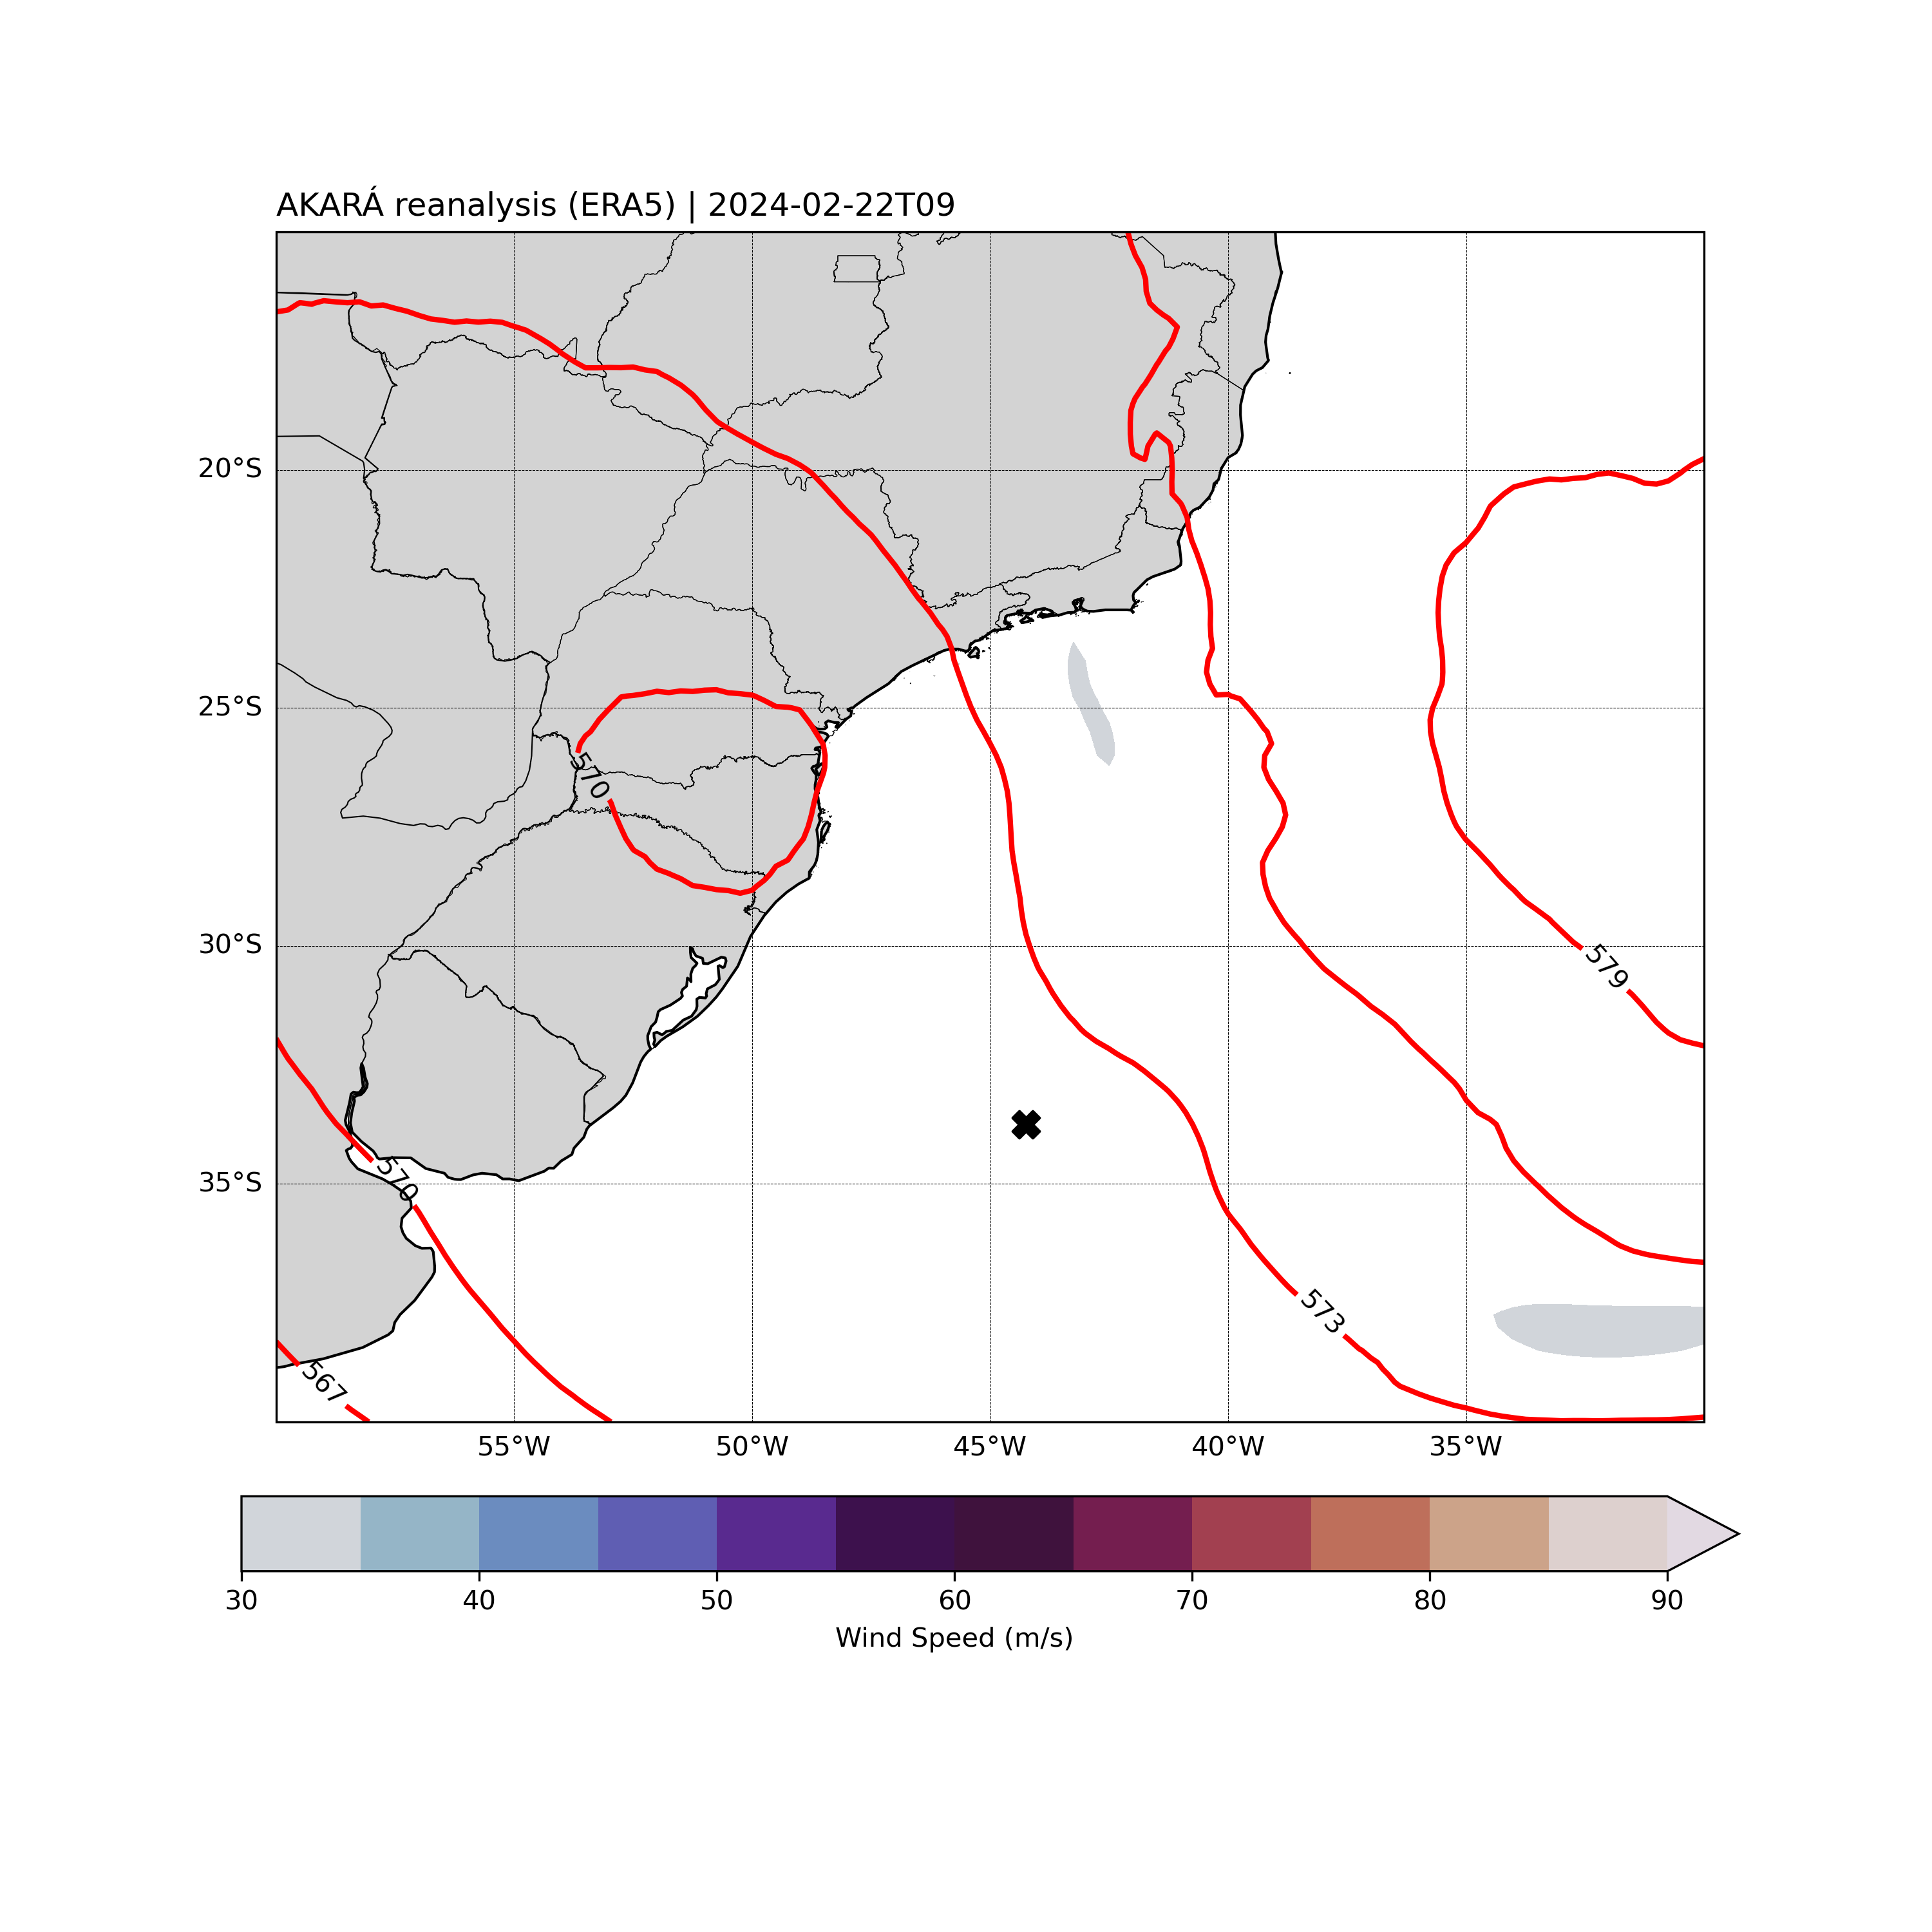 AKARÁ reanalysis (ERA5) | 2024-02-22T09
20°S
25°S
570
30°S
579
570
35°S
573
567
55°W 50°W 45°W 40°W 35°W
30 40 50 60 70 80 90
Wind Speed (m/s)